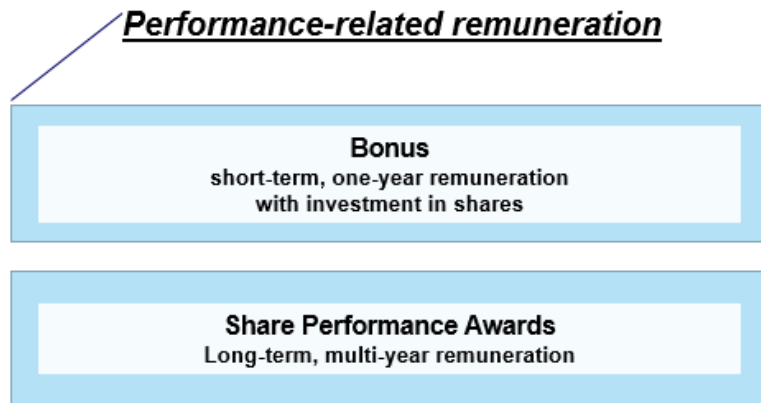 Performance-related remuneration
Bonus
short-term, one-year remuneration
with investment in shares
Share Performance Awards
Long-term, multi-year remuneration